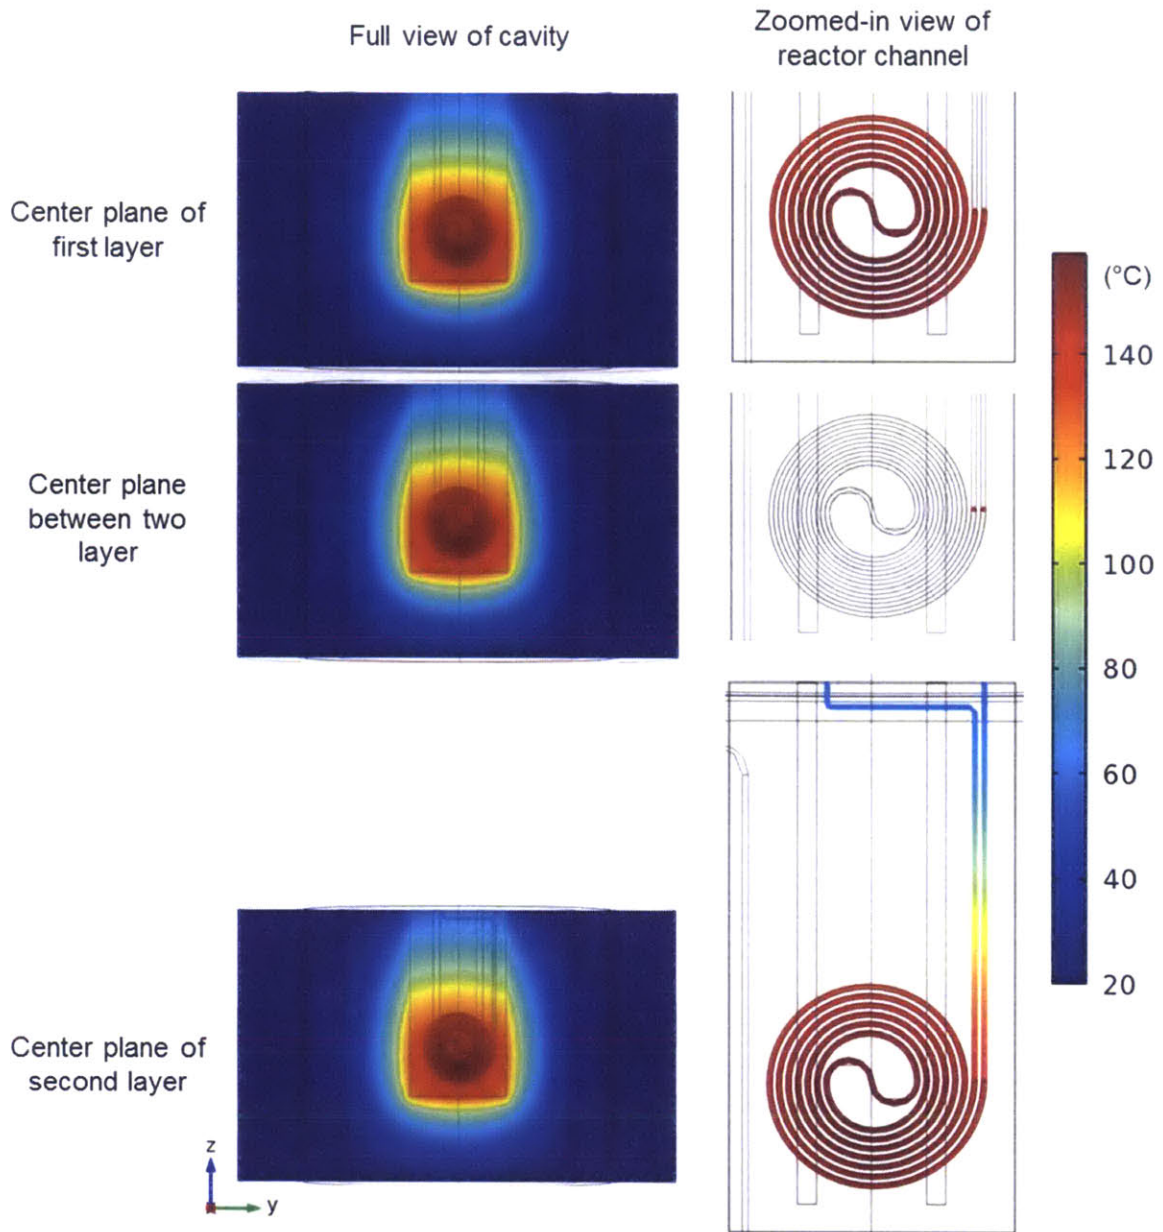 Full view of cavity
Zoomed-in view of
reactor channel
Center plane of
first layer
(°C)
140
120
100
80
60
40
20
Center plane
between two
layer
Center plane of
second layer
z
y